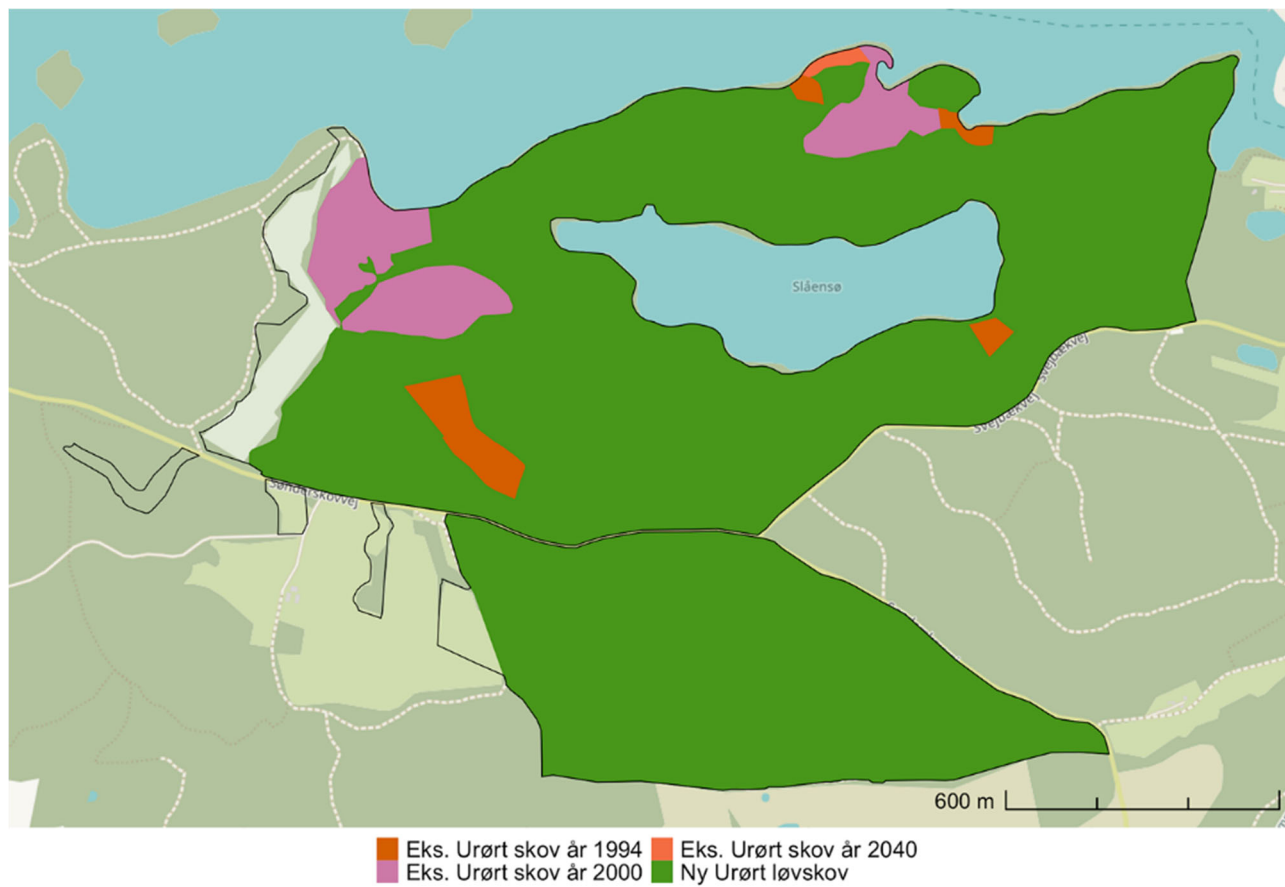 Slåensø
Svejbækvej
Svejbækvej
Sønderskovvej
600 m
Eks. Urørt skov år 1994
Eks. Urørt skov år 2040
Eks. Urørt skov år 2000
Ny Urørt løvskov